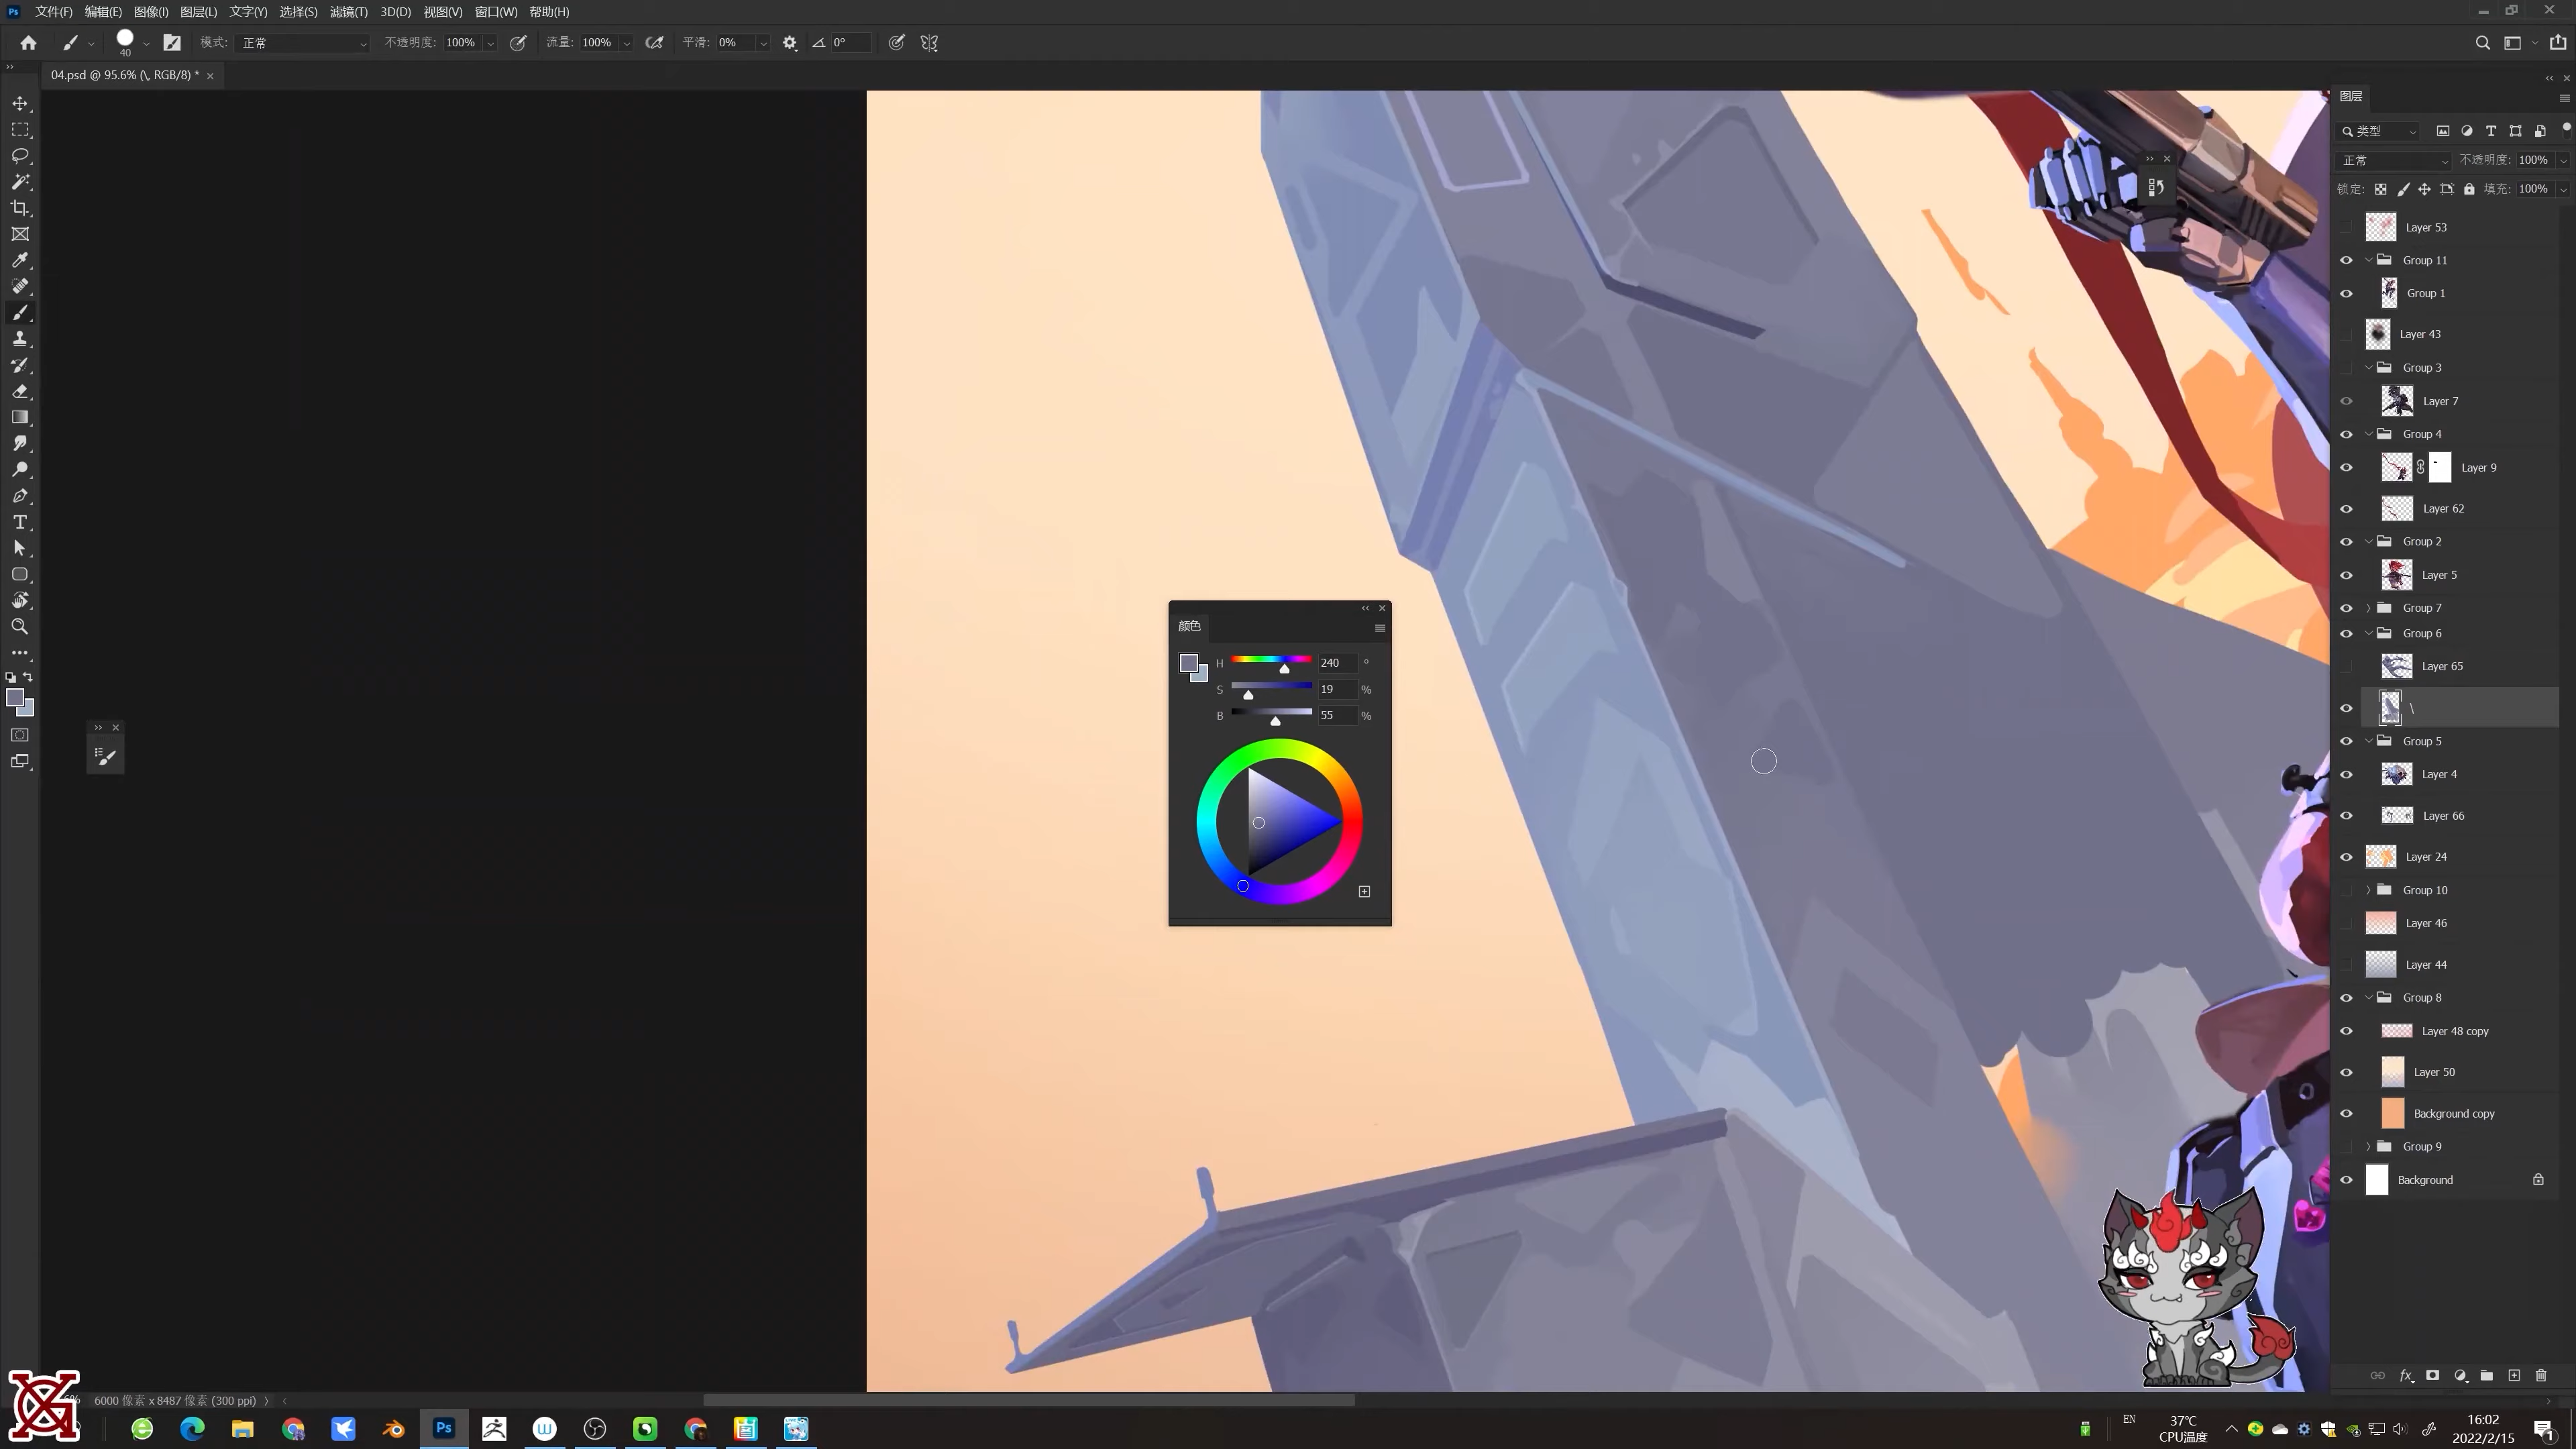 Ps 文件(F) 编辑(E) 图像(I) 图层(L) 文字(Y) 选择(S) 滤镜(T) 3D(D) 视图(V) 窗口(W) 帮助(H)
40 模式: 正常 不透明度: 100% 流量: 100% 平滑: 0% 0°
04.psd @ 95.6% (\, RGB/8) *
图层
类型
正常 不透明度: 100%
锁定: 填充: 100%
Layer 53
Group 11
Group 1
Layer 43
Group 3
Layer 7
Group 4
Layer 9
Layer 62
Group 2
Layer 5
Group 7
Group 6
Layer 65
\
Group 5
Layer 4
Layer 66
Layer 24
Group 10
Layer 46
Layer 44
Group 8
Layer 48 copy
Layer 50
Background copy
Group 9
Background
颜色
H 240 °
S 19 %
B 55 %
6000 像素 x 8487 像素 (300 ppi)
Ps
EN
37℃
CPU温度
16:02
2022/2/15
1